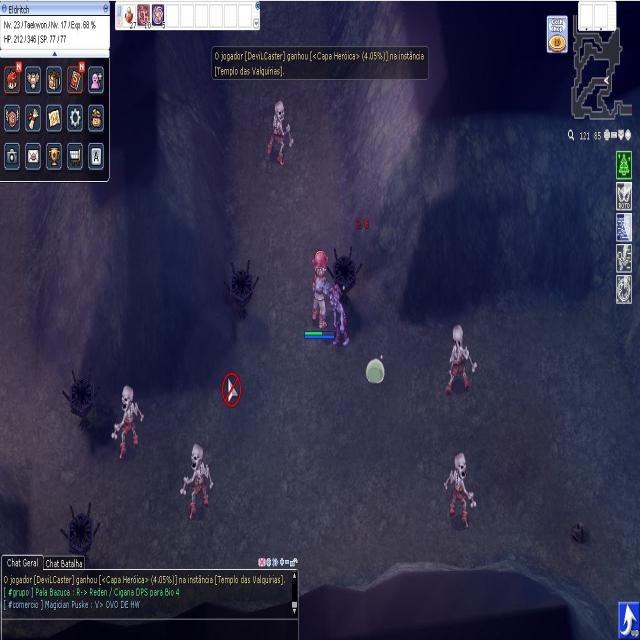 Eldritch
Nv. 23 / Taekwon / Nv. 17 / Exp. 68 %
HP. 212 / 346 | SP. 77 / 77
N
N
A
O jogador [DeviLCaster] ganhou [<Capa Heróica> (4.05%)] na instância
[Templo das Valquírias].
121 85
Chat Geral Chat Batalha
O jogador [DeviLCaster] ganhou [<Capa Heróica> (4.05%)] na instância [Templo das Valquírias].
[ #grupo ] Pala Bazuca : R-> Reden / Cigana DPS para Bio 4
[ #comercio ] Magician Puske : V> OVO DE HW